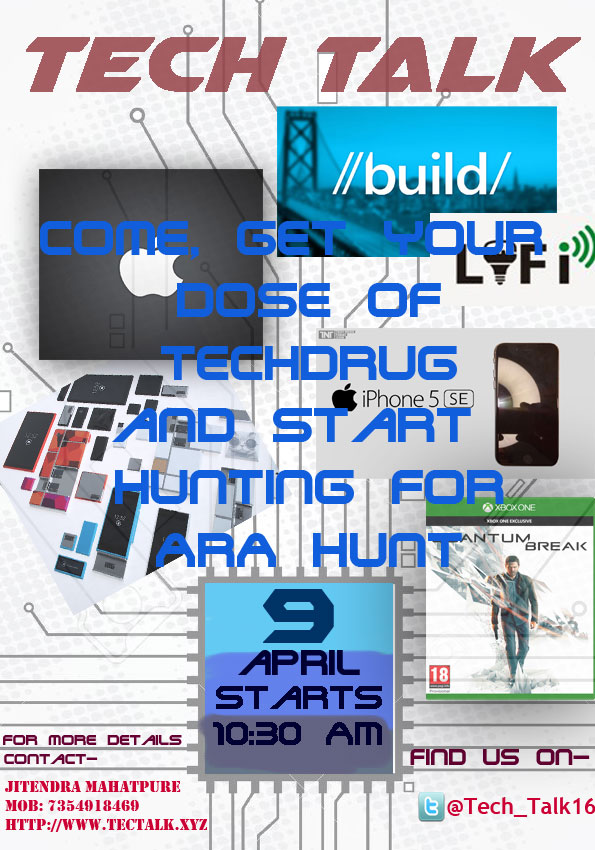 TECH TALK
//build/
LiFi
COME, GET YOUR
DOSE OF
TECHDRUG
AND START
HUNTING FOR
ARA HUNT
iPhone 5 SE
XBOX ONE
XBOX ONE EXCLUSIVE
ANTUM
BREAK
18
9
APRIL
STARTS
10:30 AM
FOR MORE DETAILS
CONTACT-
JITENDRA MAHATPURE
MOB: 7354918469
HTTP://WWW.TECTALK.XYZ
FIND US ON-
@Tech_Talk16